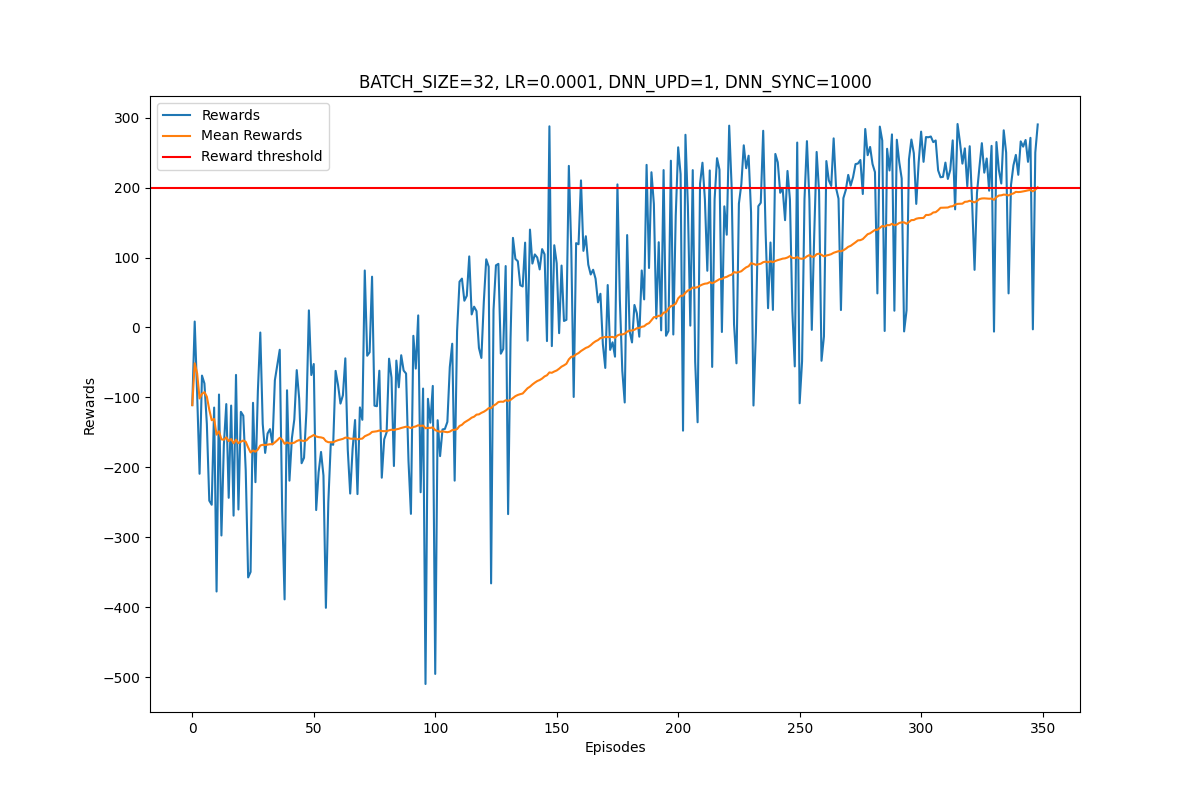 BATCH_SIZE=32, LR=0.0001, DNN_UPD=1, DNN_SYNC=1000
Rewards
Mean Rewards
Reward threshold
300
200
100
0
−100
−200
−300
−400
−500
Rewards
0 50 100 150 200 250 300 350
Episodes